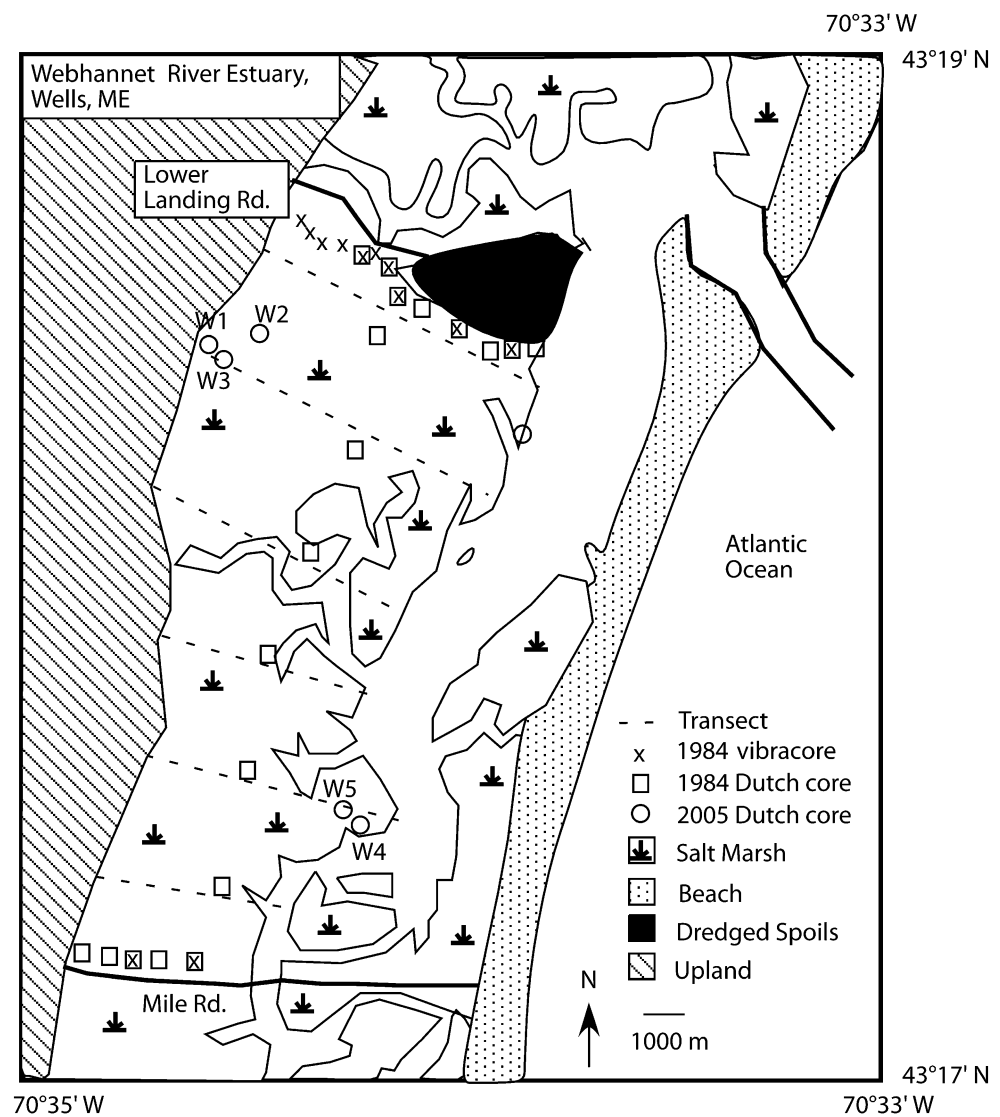 70°33' W
43°19' N
Webhannet River Estuary,
Wells, ME
Lower
Landing Rd.
W1
W2
W3
Atlantic
Ocean
Transect
x 1984 vibracore
1984 Dutch core
2005 Dutch core
Salt Marsh
Beach
Dredged Spoils
Upland
W5
W4
N
1000 m
Mile Rd.
43°17' N
70°35' W
70°33' W